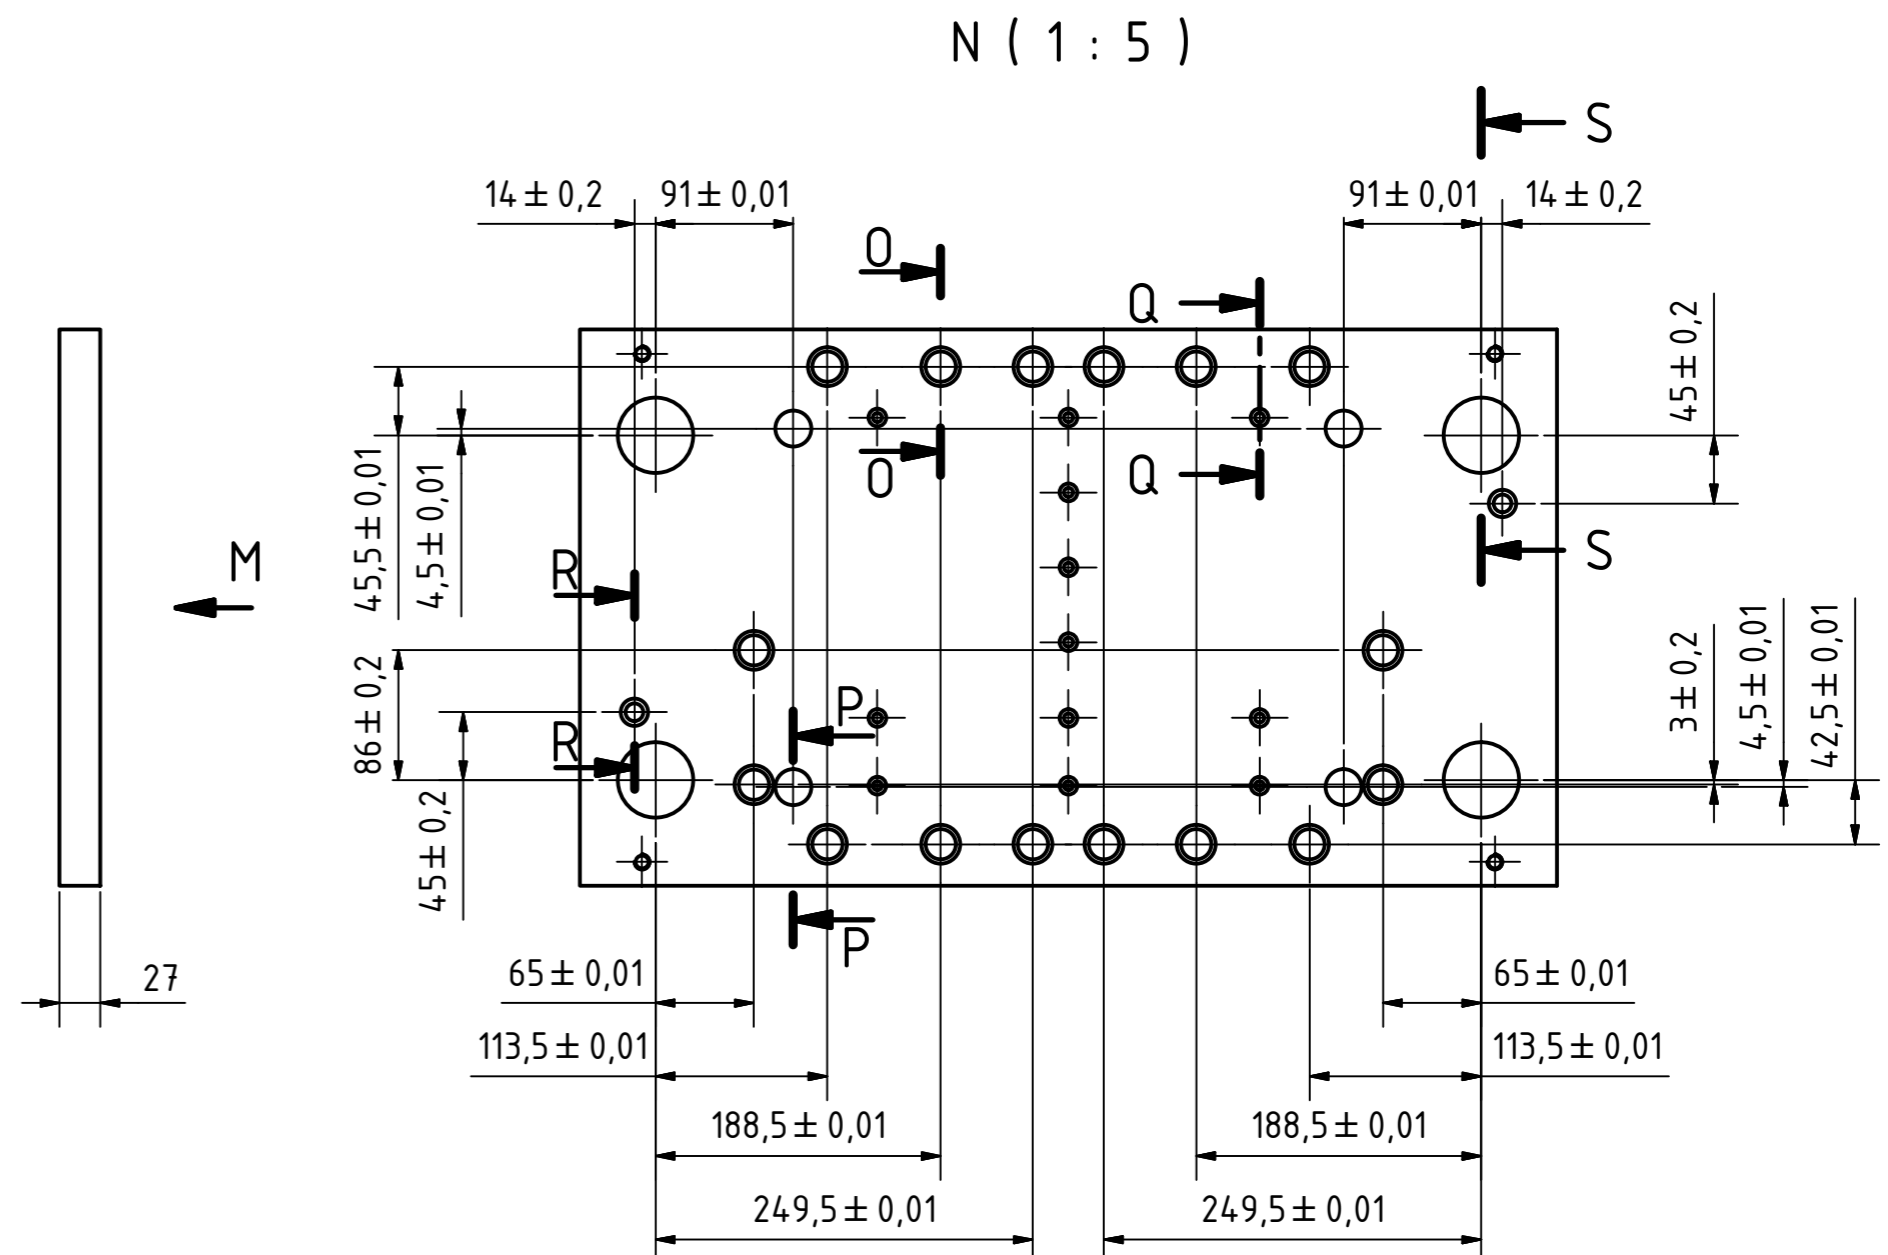 N ( 1 : 5 )
S
14 ± 0,2
91 ± 0,01
91 ± 0,01
14 ± 0,2
O
Q
45 ± 0,2
O
Q
45,5 ± 0,01
4,5 ± 0,01
M
R
S
3 ± 0,2
4,5 ± 0,01
42,5 ± 0,01
86 ± 0,2
P
R
45 ± 0,2
P
27
65 ± 0,01
65 ± 0,01
113,5 ± 0,01
113,5 ± 0,01
188,5 ± 0,01
188,5 ± 0,01
249,5 ± 0,01
249,5 ± 0,01